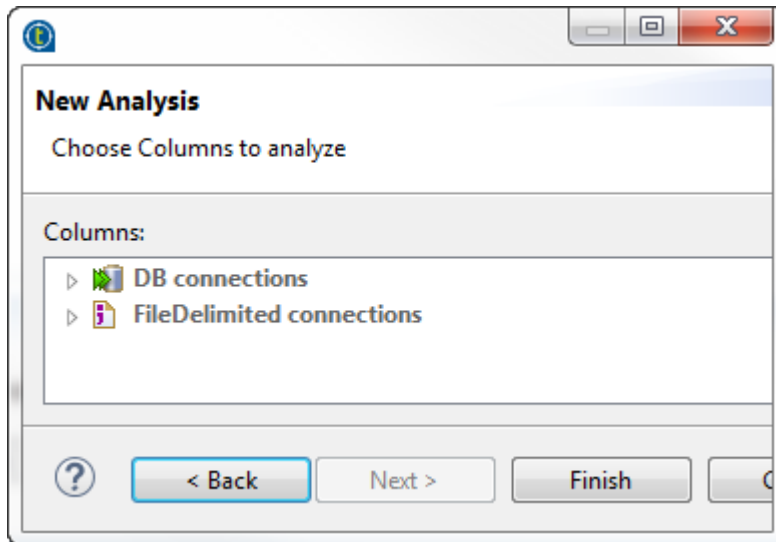 New Analysis
Choose Columns to analyze
Columns:
DB connections
FileDelimited connections
< Back Next > Finish